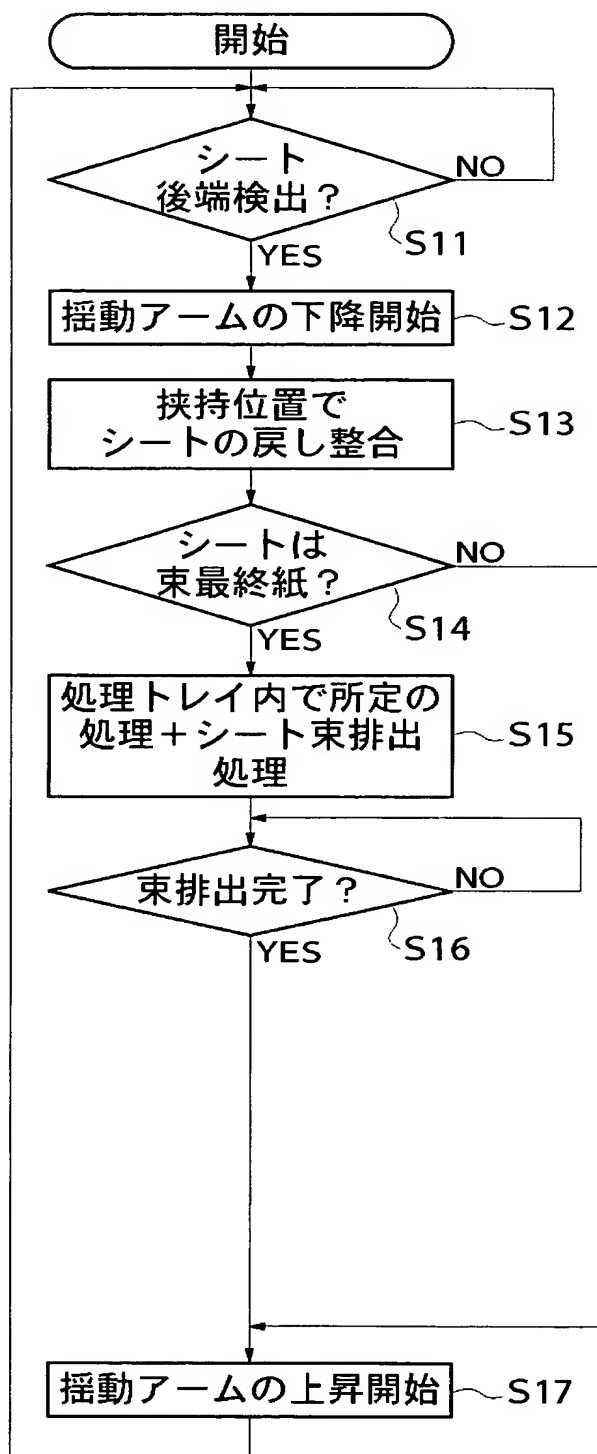 開始
シート
後端検出？
NO
S11
YES
揺動アームの下降開始
S12
挟持位置で
シートの戻し整合
S13
シートは
束最終紙？
NO
S14
YES
処理トレイ内で所定の
処理＋シート束排出
処理
S15
束排出完了？
NO
S16
YES
揺動アームの上昇開始
S17